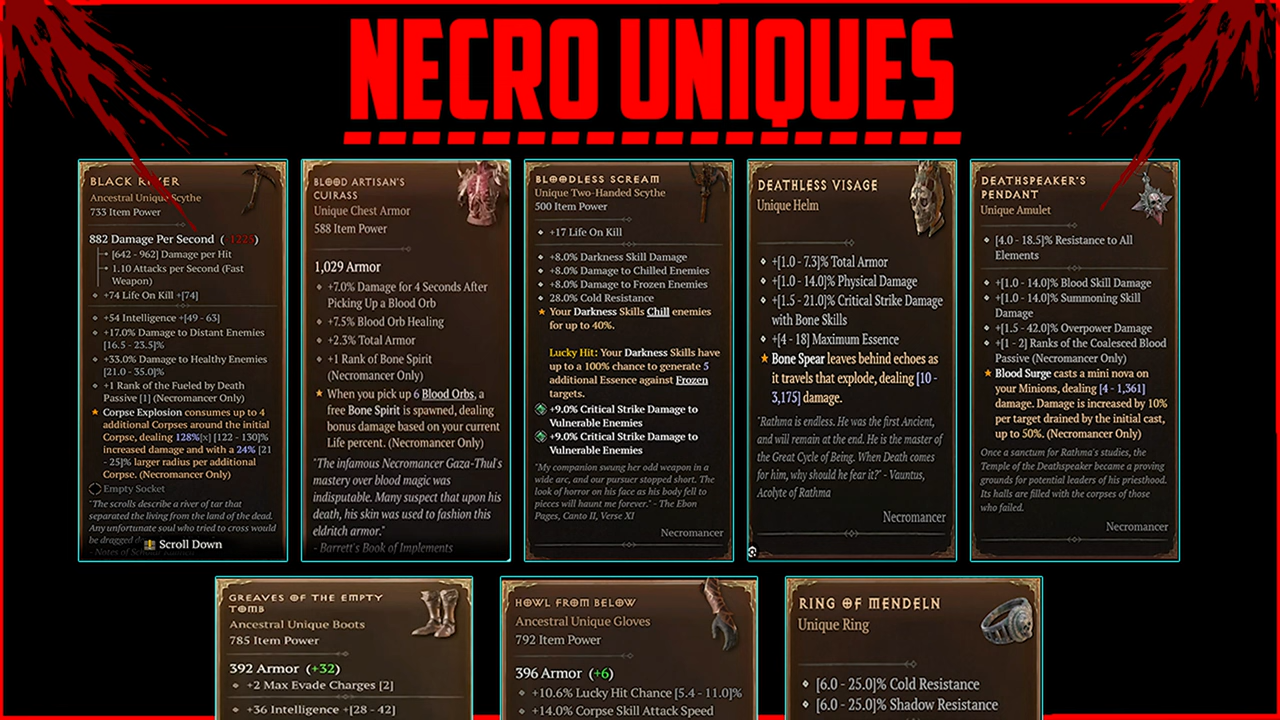 NECRO UNIQUES
BLACK RIVER
Ancestral Unique Scythe
733 Item Power
882 Damage Per Second (-1225)
[642 - 962] Damage per Hit
1.10 Attacks per Second (Fast
Weapon)
+74 Life On Kill +[74]
+54 Intelligence +[49 - 63]
+17.0% Damage to Distant Enemies
[16.5 - 23.5]%
+33.0% Damage to Healthy Enemies
[21.0 - 35.0]%
+1 Rank of the Fueled by Death
Passive [1] (Necromancer Only)
Corpse Explosion consumes up to 4
additional Corpses around the initial
Corpse, dealing 128%[x] [122 - 130]%
increased damage and with a 24% [21
- 25]% larger radius per additional
Corpse. (Necromancer Only)
Empty Socket
"The scrolls describe a river of tar that
separated the living from the land of the dead.
Any unfortunate soul who tried to cross would
be dragged
- Notes of
Scroll Down
BLOOD ARTISAN'S
CUIRASS
Unique Chest Armor
588 Item Power
1,029 Armor
+7.0% Damage for 4 Seconds After
Picking Up a Blood Orb
+7.5% Blood Orb Healing
+2.3% Total Armor
+1 Rank of Bone Spirit
(Necromancer Only)
When you pick up 6 Blood Orbs, a
free Bone Spirit is spawned, dealing
bonus damage based on your current
Life percent. (Necromancer Only)
"The infamous Necromancer Gaza-Thul's
mastery over blood magic was
indisputable. Many suspect that upon his
death, his skin was used to fashion this
eldritch armor."
- Barrett's Book of Implements
BLOODLESS SCREAM
Unique Two-Handed Scythe
500 Item Power
+17 Life On Kill
+8.0% Darkness Skill Damage
+8.0% Damage to Chilled Enemies
+8.0% Damage to Frozen Enemies
28.0% Cold Resistance
Your Darkness Skills Chill enemies
for up to 40%.
Lucky Hit: Your Darkness Skills have
up to a 100% chance to generate 5
additional Essence against Frozen
targets.
+9.0% Critical Strike Damage to
Vulnerable Enemies
+9.0% Critical Strike Damage to
Vulnerable Enemies
"My companion swung her odd weapon in a
wide arc, and our pursuer stopped short. The
look of horror on his face as his body fell to
pieces will haunt me forever." - The Ebon
Pages, Canto II, Verse XI
Necromancer
DEATHLESS VISAGE
Unique Helm
+[1.0 - 7.3]% Total Armor
+[1.0 - 14.0]% Physical Damage
+[1.5 - 21.0]% Critical Strike Damage
with Bone Skills
+[4 - 18] Maximum Essence
Bone Spear leaves behind echoes as
it travels that explode, dealing [10 -
3,175] damage.
"Rathma is endless. He was the first Ancient,
and will remain at the end. He is the master of
the Great Cycle of Being. When Death comes
for him, why should he fear it?" - Vauntus,
Acolyte of Rathma
Necromancer
DEATHSPEAKER'S
PENDANT
Unique Amulet
[4.0 - 18.5]% Resistance to All
Elements
+[1.0 - 14.0]% Blood Skill Damage
+[1.0 - 14.0]% Summoning Skill
Damage
+[1.5 - 42.0]% Overpower Damage
+[1 - 2] Ranks of the Coalesced Blood
Passive (Necromancer Only)
Blood Surge casts a mini nova on
your Minions, dealing [4 - 1,361]
damage. Damage is increased by 10%
per target drained by the initial cast,
up to 50%. (Necromancer Only)
Once a sanctum for Rathma's studies, the
Temple of the Deathspeaker became a proving
grounds for potential leaders of his priesthood.
Its halls are filled with the corpses of those
who failed.
Necromancer
GREAVES OF THE EMPTY
TOMB
Ancestral Unique Boots
785 Item Power
392 Armor (+32)
+2 Max Evade Charges [2]
+36 Intelligence +[28 - 42]
HOWL FROM BELOW
Ancestral Unique Gloves
792 Item Power
396 Armor (+6)
+10.6% Lucky Hit Chance [5.4 - 11.0]%
+14.0% Corpse Skill Attack Speed
RING OF MENDELN
Unique Ring
[6.0 - 25.0]% Cold Resistance
[6.0 - 25.0]% Shadow Resistance